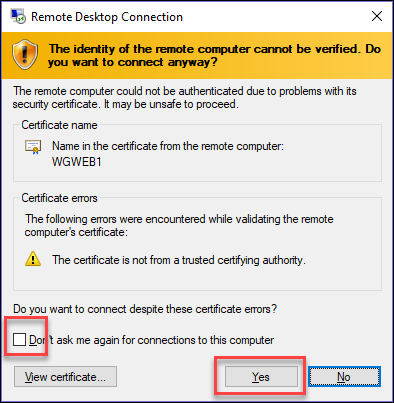 Remote Desktop Connection
The identity of the remote computer cannot be verified. Do
you want to connect anyway?
The remote computer could not be authenticated due to problems with its
security certificate. It may be unsafe to proceed.
Certificate name
Name in the certificate from the remote computer:
WGWEB1
Certificate errors
The following errors were encountered while validating the remote
computer's certificate:
The certificate is not from a trusted certifying authority.
Do you want to connect despite these certificate errors?
Don't ask me again for connections to this computer
View certificate...
Yes
No